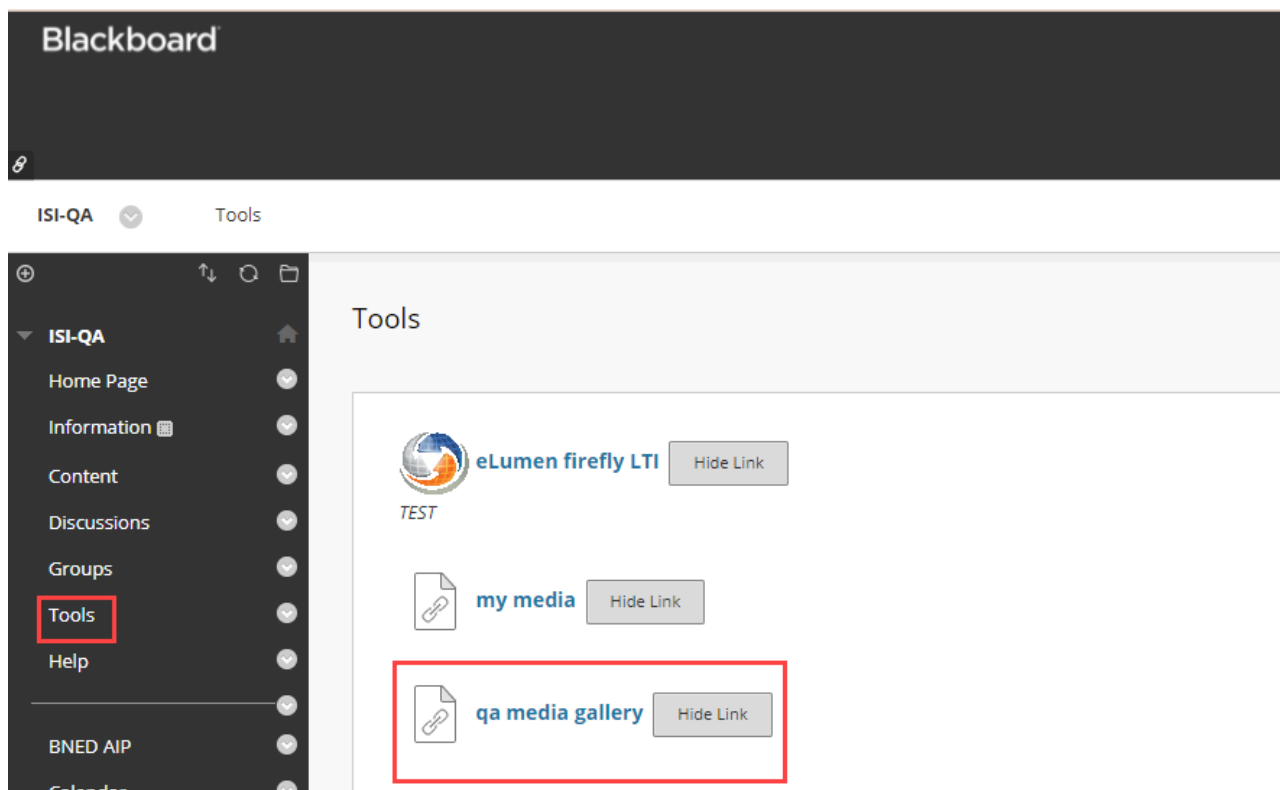 Blackboard
ISI-QA Tools
ISI-QA
Home Page
Information
Content
Discussions
Groups
Tools
Help
BNED AIP
Calendar
Tools
eLumen firefly LTI Hide Link
TEST
my media Hide Link
qa media gallery Hide Link